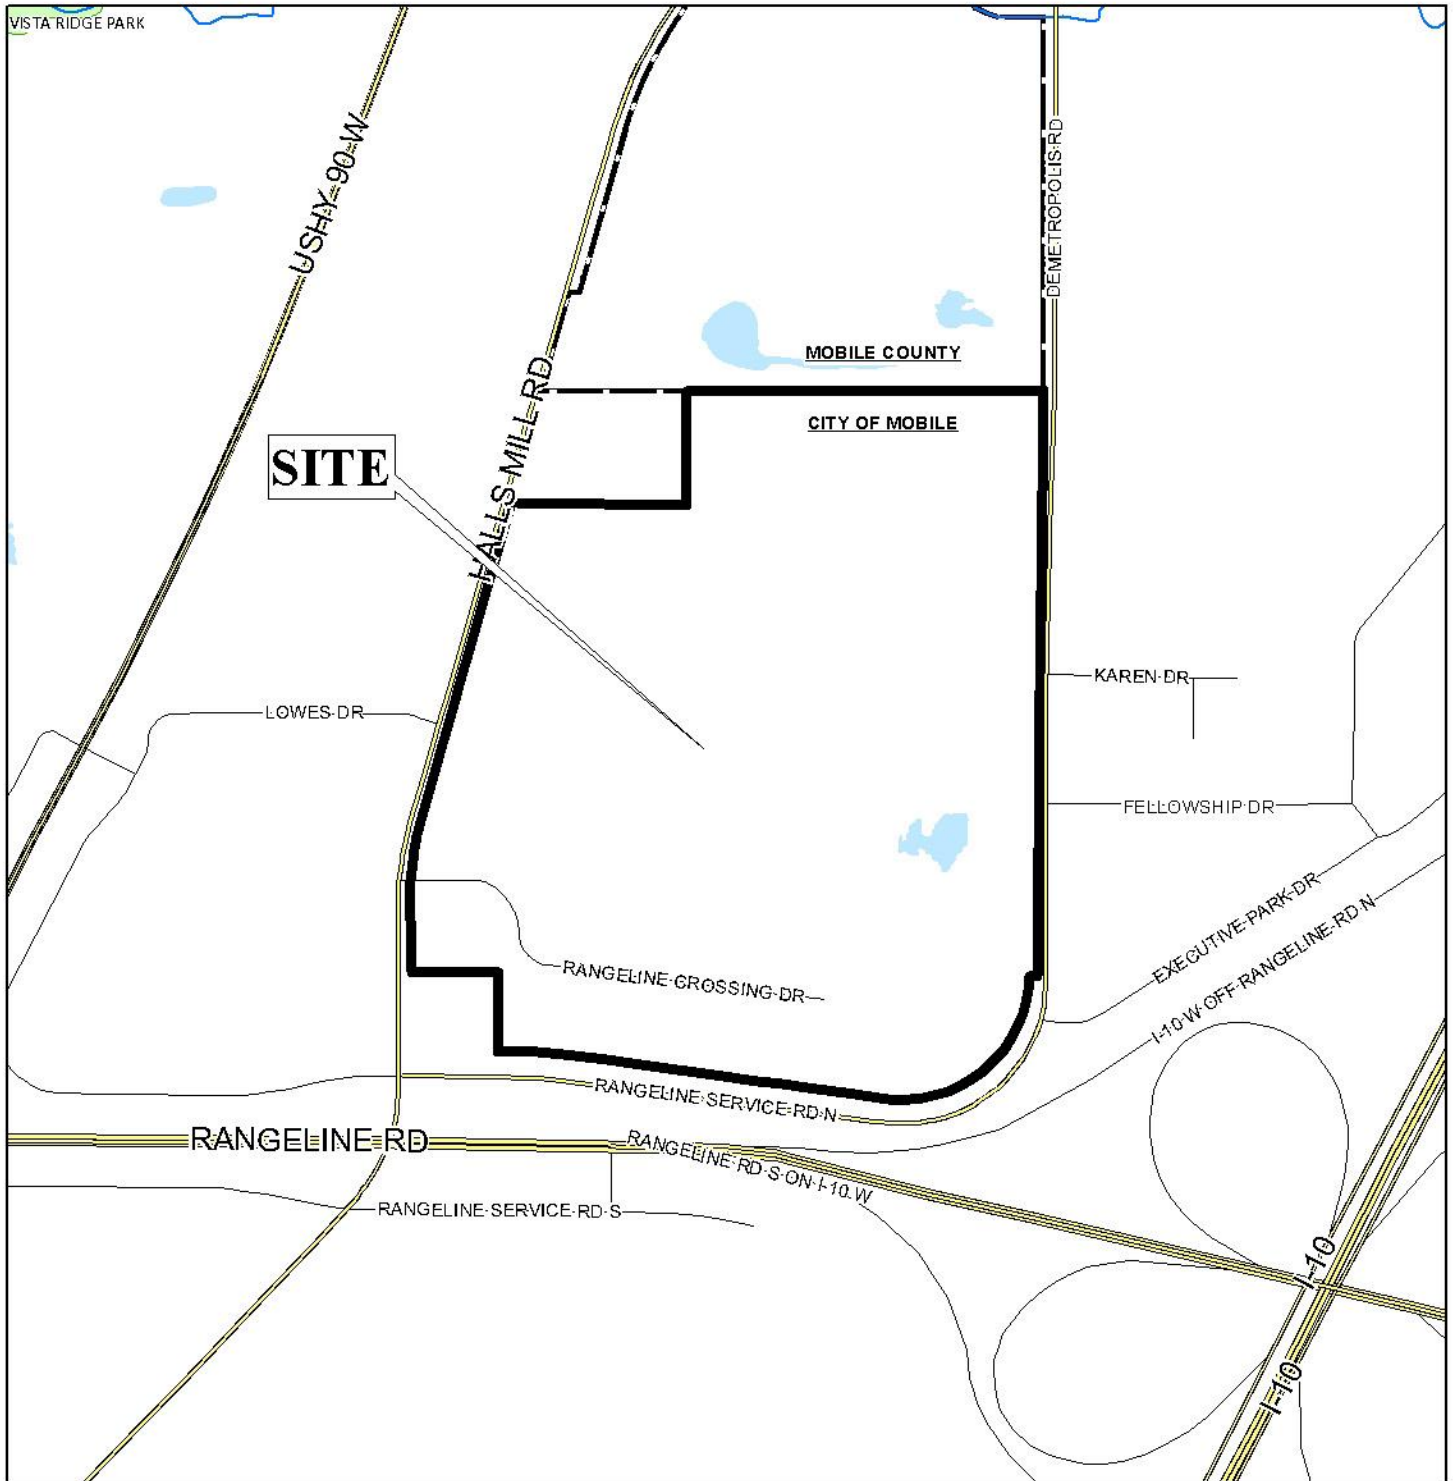 VISTA RIDGE PARK
USHY 90 W
DEMETROPOLIS RD
MOBILE COUNTY
CITY OF MOBILE
HALLS MILL RD
SITE
KAREN DR
LOWES DR
FELLOWSHIP DR
EXECUTIVE PARK DR
I-10 W OFF RANGELINE RD N
RANGELINE CROSSING DR
RANGELINE SERVICE RD N
RANGELINE RD
RANGELINE RD S ON I-10 W
RANGELINE SERVICE RD S
I-10
I-10